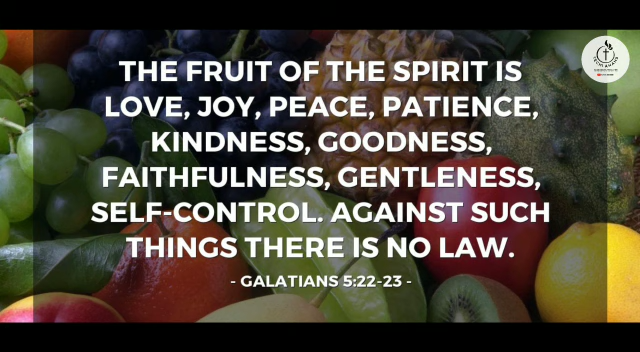 THE FRUIT OF THE SPIRIT IS
LOVE, JOY, PEACE, PATIENCE,
KINDNESS, GOODNESS,
FAITHFULNESS, GENTLENESS,
SELF-CONTROL. AGAINST SUCH
THINGS THERE IS NO LAW.
- GALATIANS 5:22-23 -